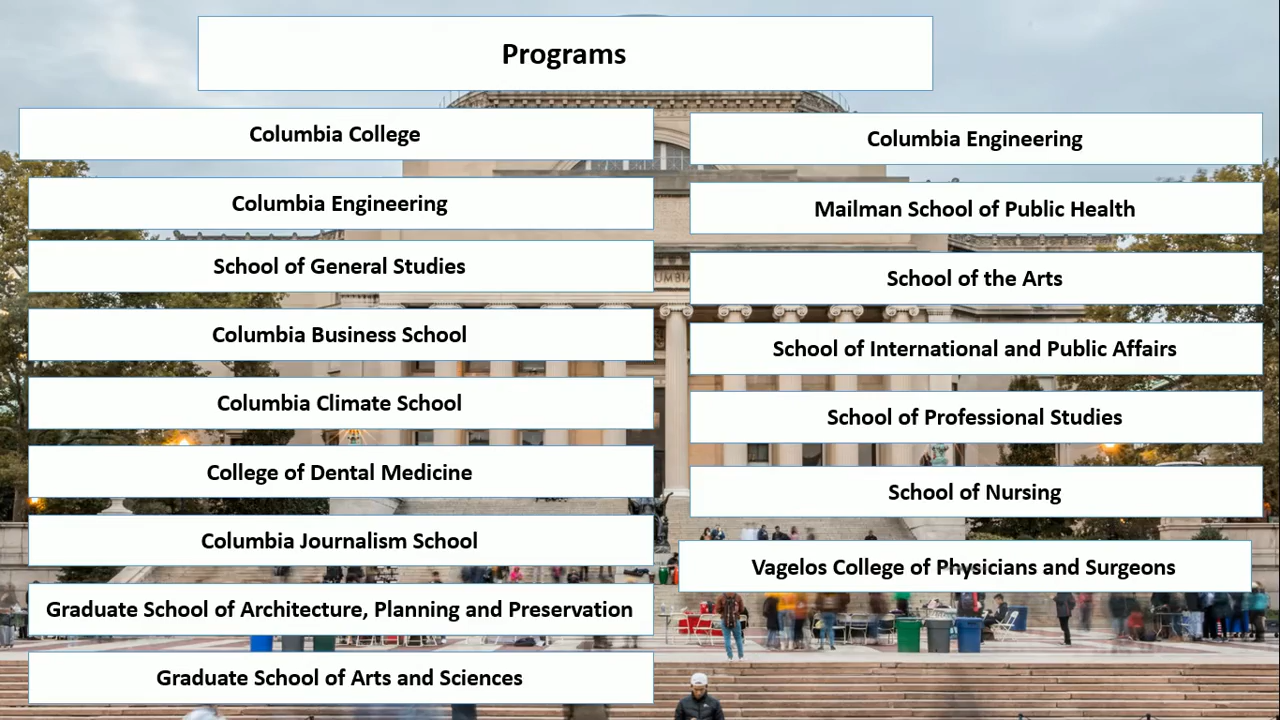 Programs
Columbia College
Columbia Engineering
School of General Studies
Columbia Business School
Columbia Climate School
College of Dental Medicine
Columbia Journalism School
Graduate School of Architecture, Planning and Preservation
Graduate School of Arts and Sciences
Columbia Engineering
Mailman School of Public Health
School of the Arts
School of International and Public Affairs
School of Professional Studies
School of Nursing
Vagelos College of Physicians and Surgeons